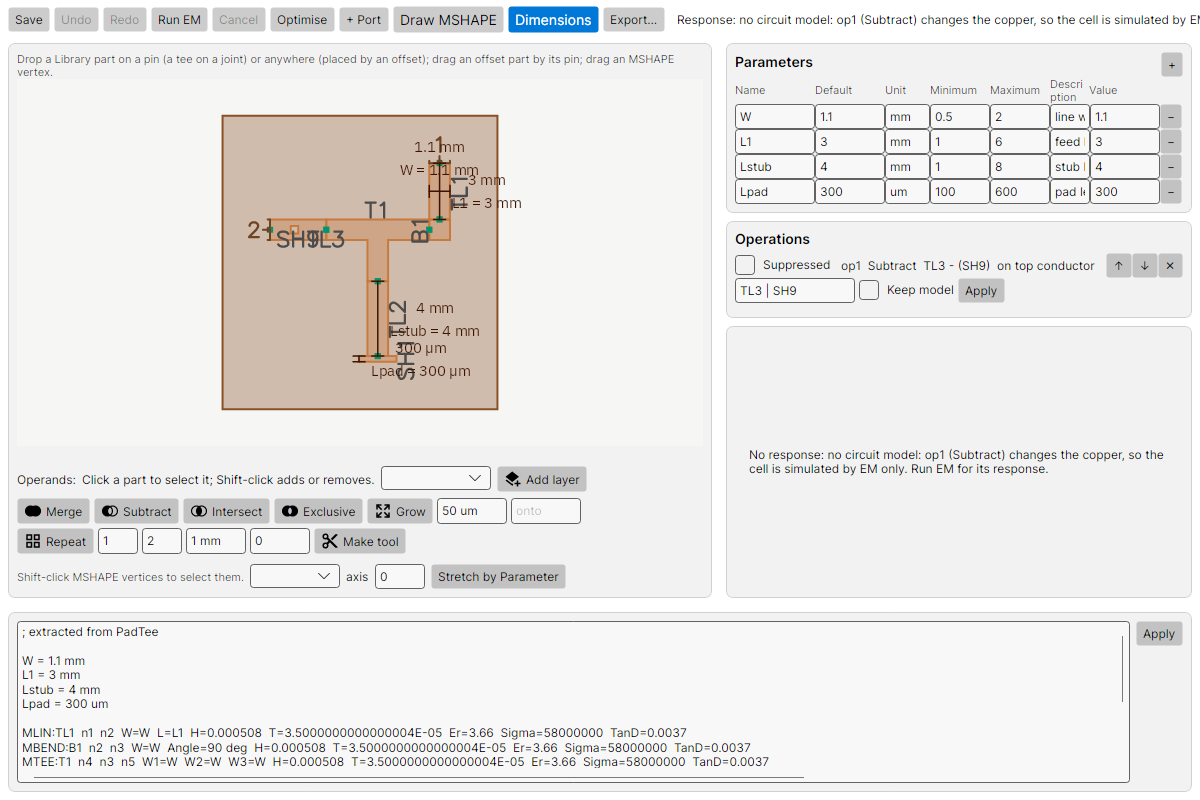 Save Undo Redo Run EM Cancel Optimise + Port Draw MSHAPE Dimensions Export... Response: no circuit model: op1 (Subtract) changes the copper, so the cell is simulated by EM
Drop a Library part on a pin (a tee on a joint) or anywhere (placed by an offset); drag an offset part by its pin; drag an MSHAPE
vertex.
1
1.1 mm
W = 1.1 mm
3 mm
TL1
L1 = 3 mm
T1
2
SH9
TL3
B1
TL2
4 mm
Lstub = 4 mm
300 µm
SH1
Lpad = 300 µm
Operands: Click a part to select it; Shift-click adds or removes. Add layer
Merge Subtract Intersect Exclusive Grow 50 um onto
Repeat 1 2 1 mm 0 Make tool
Shift-click MSHAPE vertices to select them. axis 0 Stretch by Parameter
Parameters +
Name Default Unit Minimum Maximum Descri
ption Value
W 1.1 mm 0.5 2 line w 1.1 −
L1 3 mm 1 6 feed 3 −
Lstub 4 mm 1 8 stub 4 −
Lpad 300 um 100 600 pad 300 −
Operations
Suppressed op1 Subtract TL3 - (SH9) on top conductor ↑ ↓ ×
TL3 | SH9 Keep model Apply
No response: no circuit model: op1 (Subtract) changes the copper, so the
cell is simulated by EM only. Run EM for its response.
; extracted from PadTee
Apply
W = 1.1 mm
L1 = 3 mm
Lstub = 4 mm
Lpad = 300 um
MLIN:TL1 n1 n2 W=W L=L1 H=0.000508 T=3.5000000000000004E-05 Er=3.66 Sigma=58000000 TanD=0.0037
MBEND:B1 n2 n3 W=W Angle=90 deg H=0.000508 T=3.5000000000000004E-05 Er=3.66 Sigma=58000000 TanD=0.0037
MTEE:T1 n4 n3 n5 W1=W W2=W W3=W H=0.000508 T=3.5000000000000004E-05 Er=3.66 Sigma=58000000 TanD=0.0037